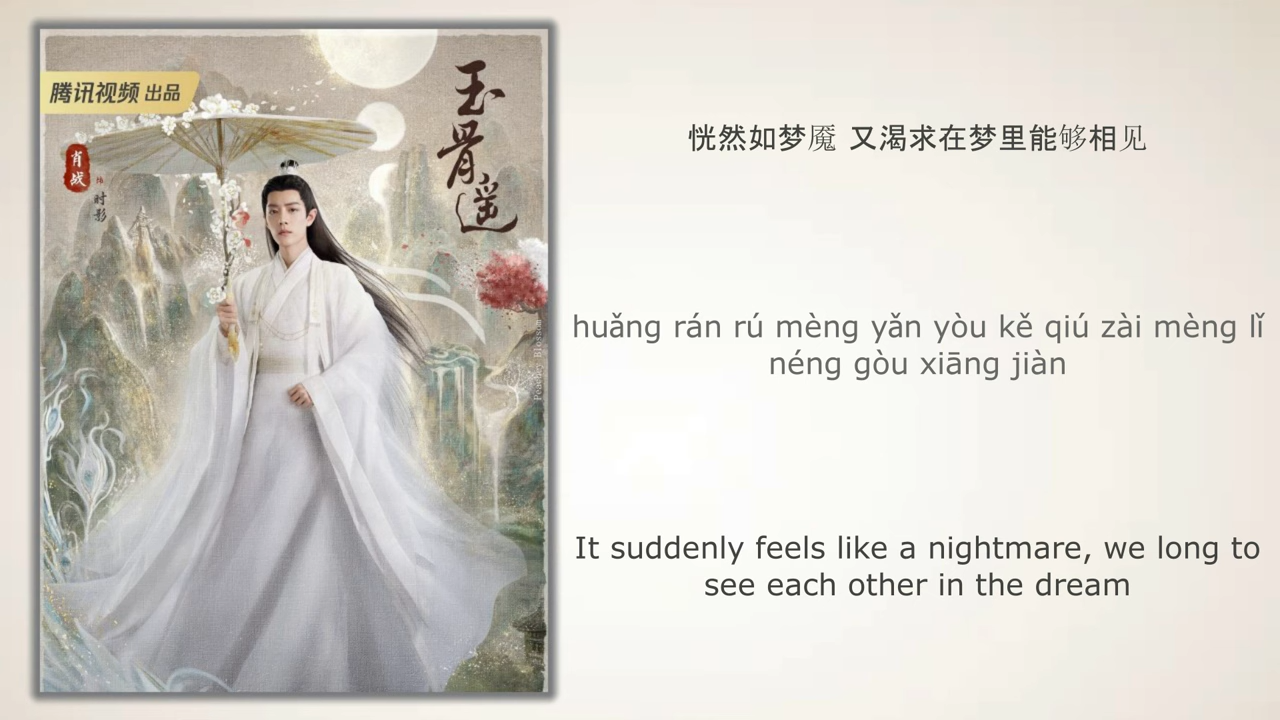 腾讯视频 出品
玉骨遥
肖战
饰
时影
Peach Blossom
恍然如梦魇 又渴求在梦里能够相见
huǎng rán rú mèng yǎn yòu kě qiú zài mèng lǐ
néng gòu xiāng jiàn
It suddenly feels like a nightmare, we long to
see each other in the dream